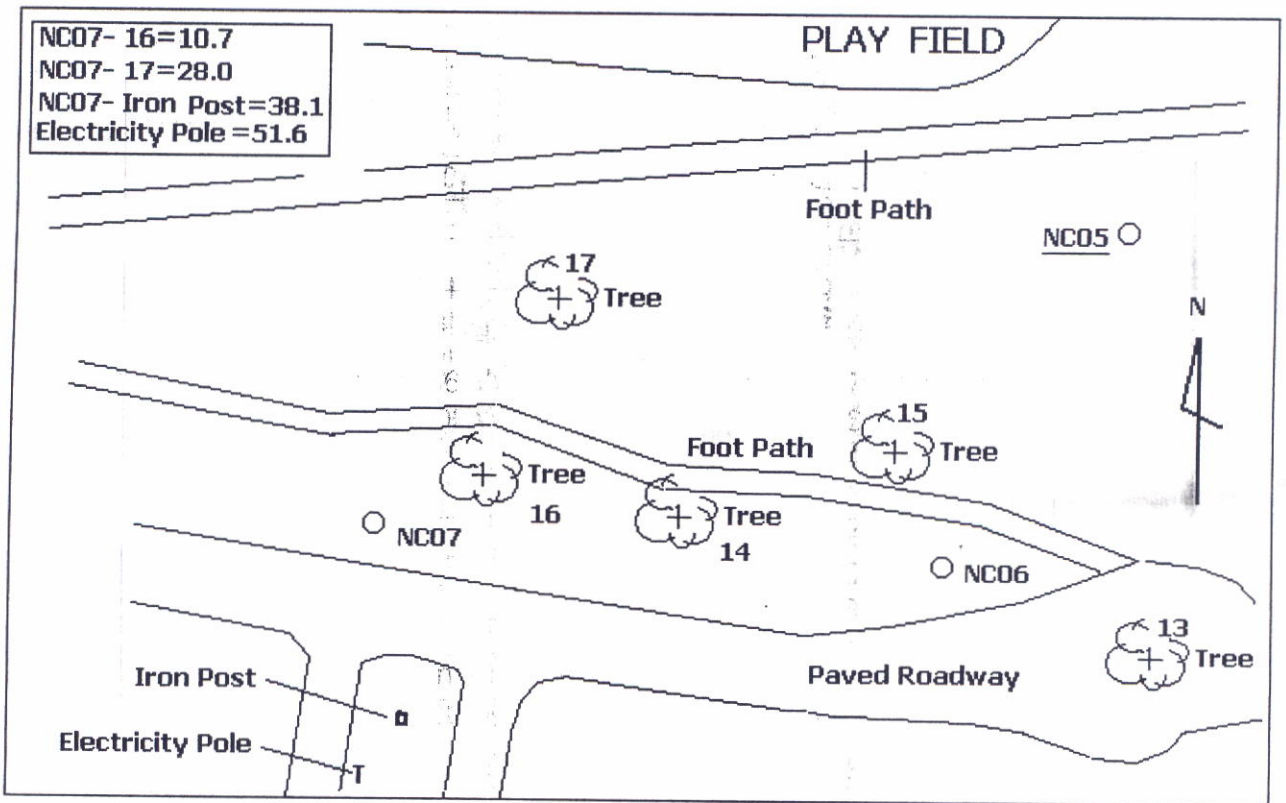 NC07- 16=10.7
NC07- 17=28.0
NC07- Iron Post=38.1
Electricity Pole =51.6
PLAY FIELD
Foot Path
NC05
17
Tree
N
15
Tree
Foot Path
Tree
16
Tree
14
NC07
NC06
13
Tree
Paved Roadway
Iron Post
Electricity Pole
T